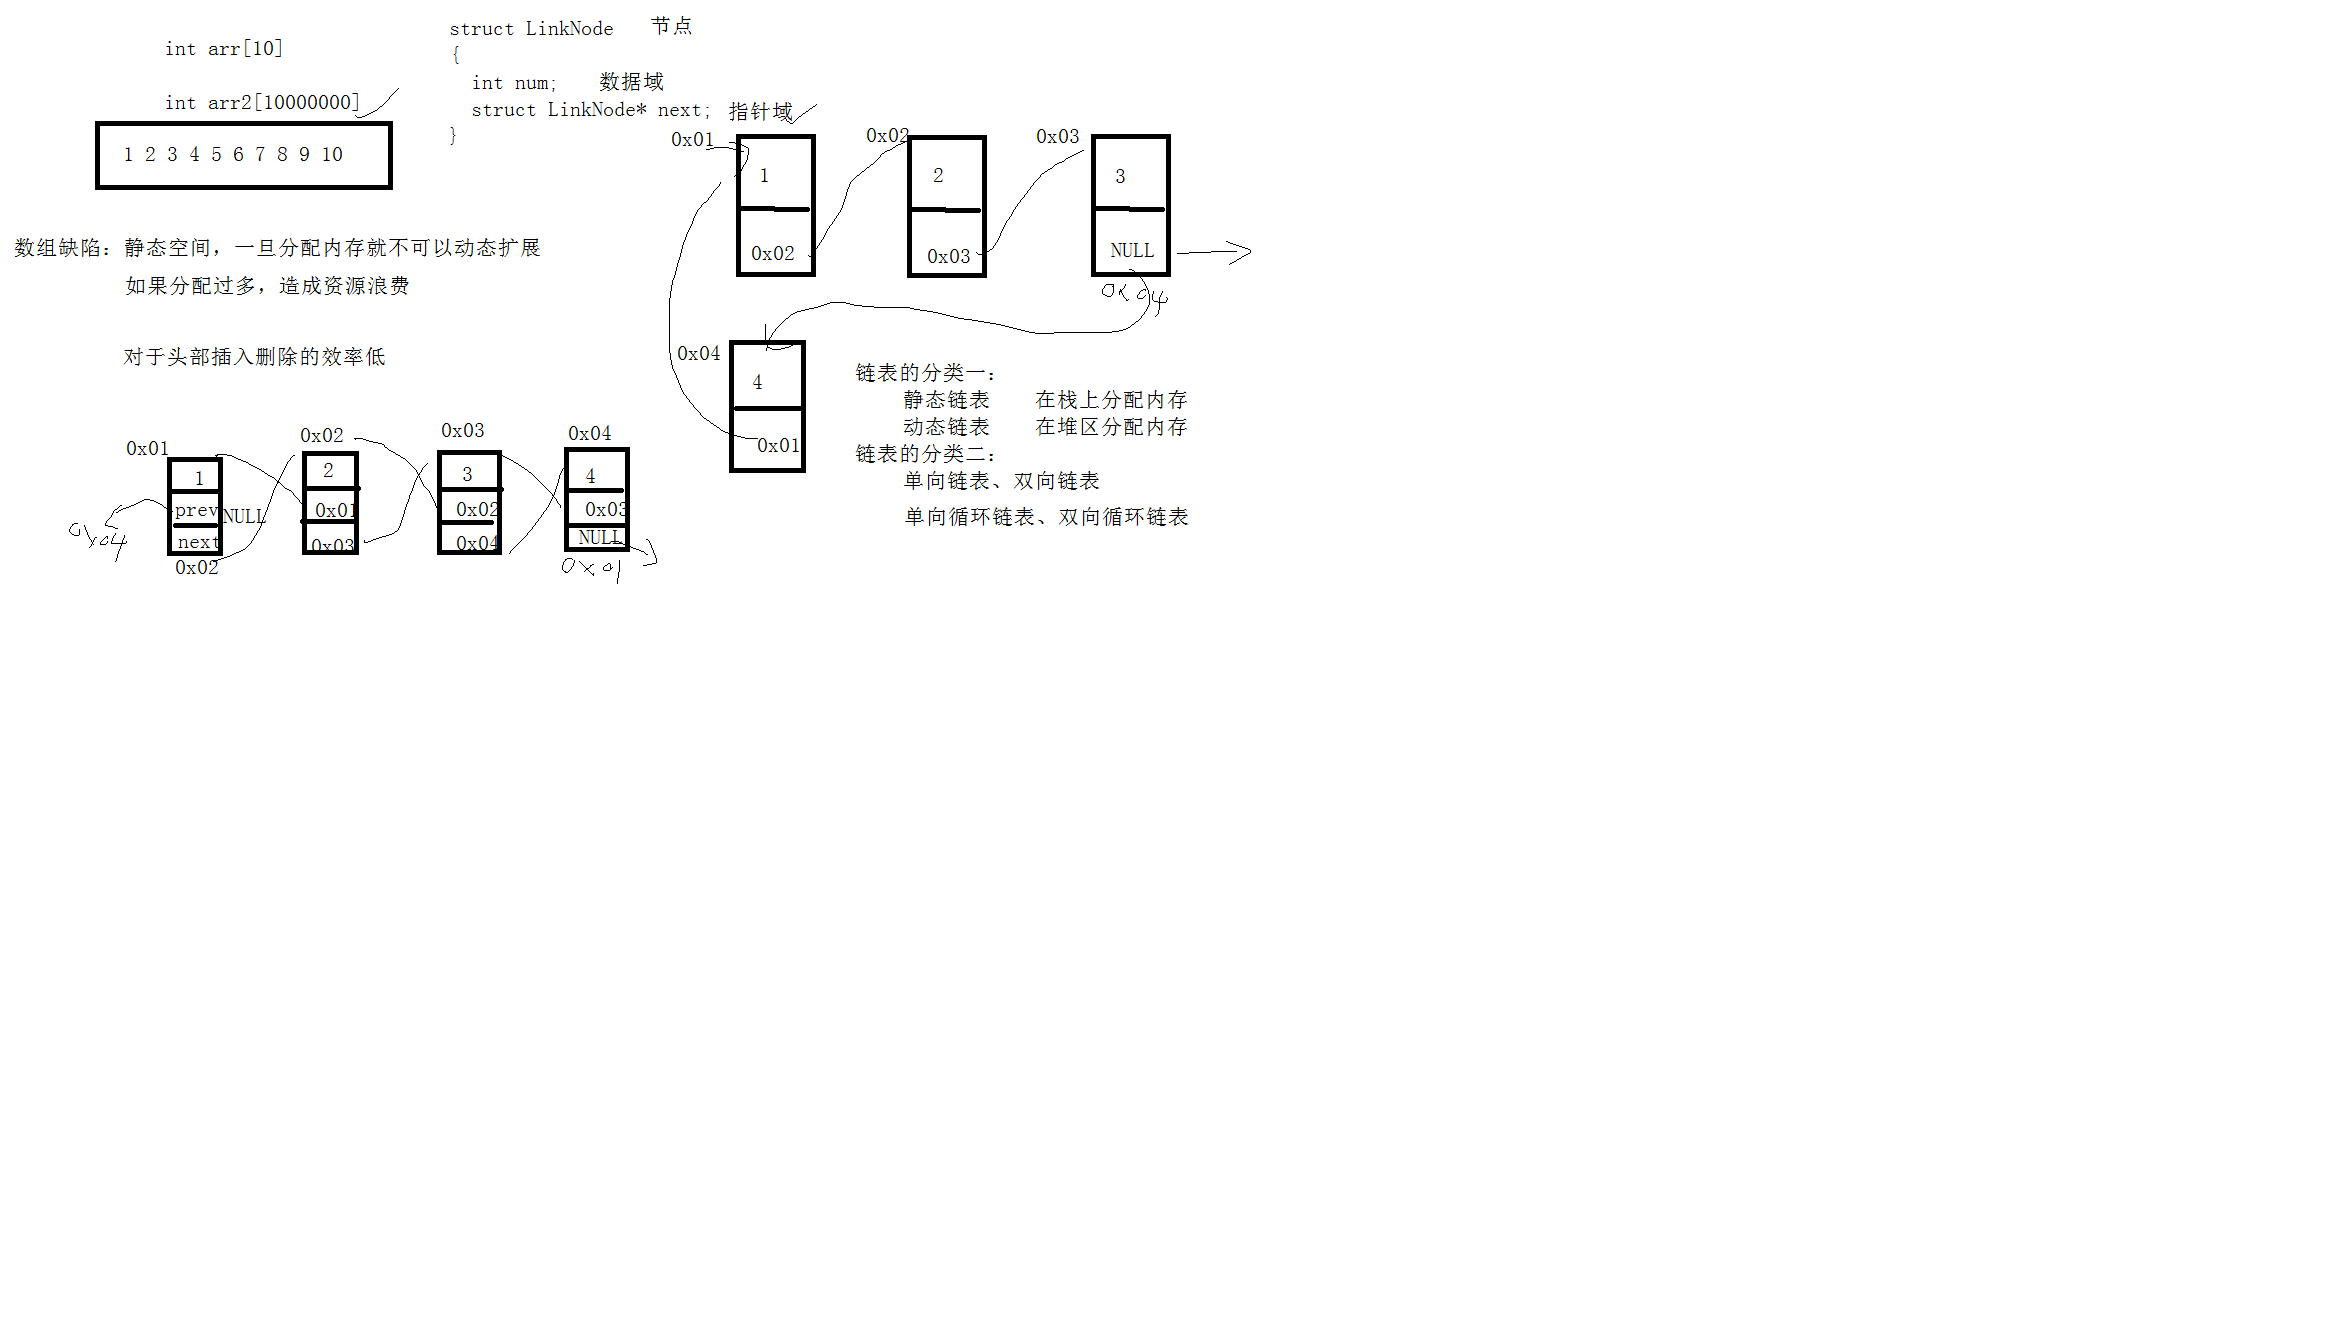 int arr[10]
int arr2[10000000]
1 2 3 4 5 6 7 8 9 10
数组缺陷：静态空间，一旦分配内存就不可以动态扩展
如果分配过多，造成资源浪费
对于头部插入删除的效率低
struct LinkNode 节点
{
int num; 数据域
struct LinkNode* next; 指针域
}
0x01 0x02 0x03
1 2 3
0x02 0x03 NULL
0x04
0x04
4
0x01
链表的分类一：
静态链表 在栈上分配内存
动态链表 在堆区分配内存
链表的分类二：
单向链表、双向链表
单向循环链表、双向循环链表
0x01 0x02 0x03 0x04
1 2 3 4
prev NULL 0x01 0x02 0x03
0x04
next 0x03 0x04 NULL
0x02 0x01